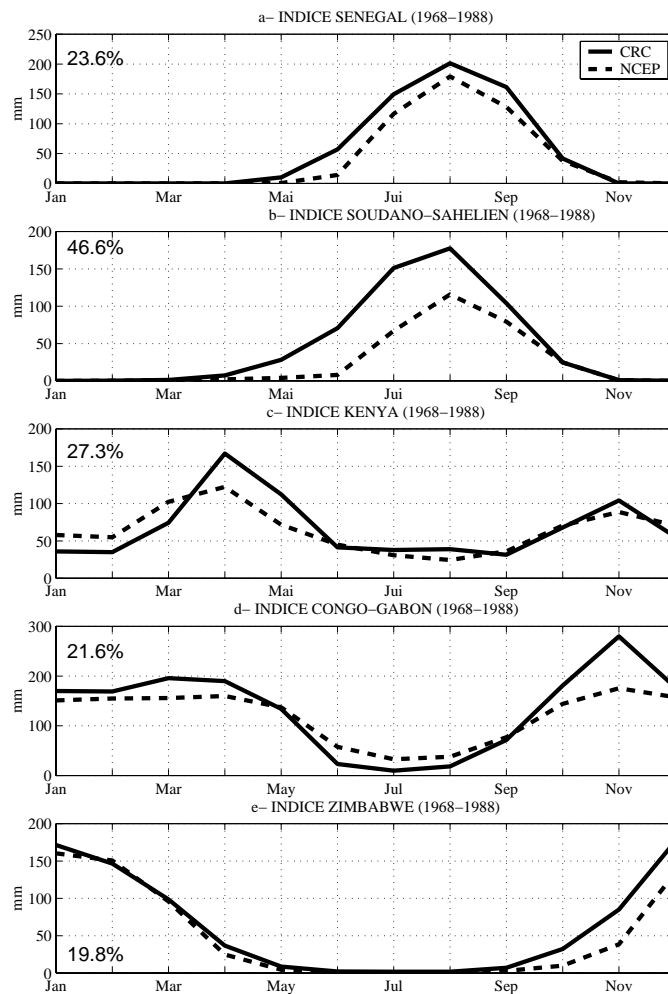 a– INDICE SENEGAL (1968–1988)
250
200
150
100
50
0
mm
23.6%
CRC
NCEP
Jan Mar Mai Jui Sep Nov
b– INDICE SOUDANO–SAHELIEN (1968–1988)
200
150
100
50
0
mm
46.6%
Jan Mar Mai Jui Sep Nov
c– INDICE KENYA (1968–1988)
200
150
100
50
0
mm
27.3%
Jan Mar Mai Jui Sep Nov
d– INDICE CONGO–GABON (1968–1988)
300
200
100
0
mm
21.6%
Jan Mar May Jui Sep Nov
e– INDICE ZIMBABWE (1968–1988)
200
150
100
50
0
mm
19.8%
Jan Mar Mai Jui Sep Nov